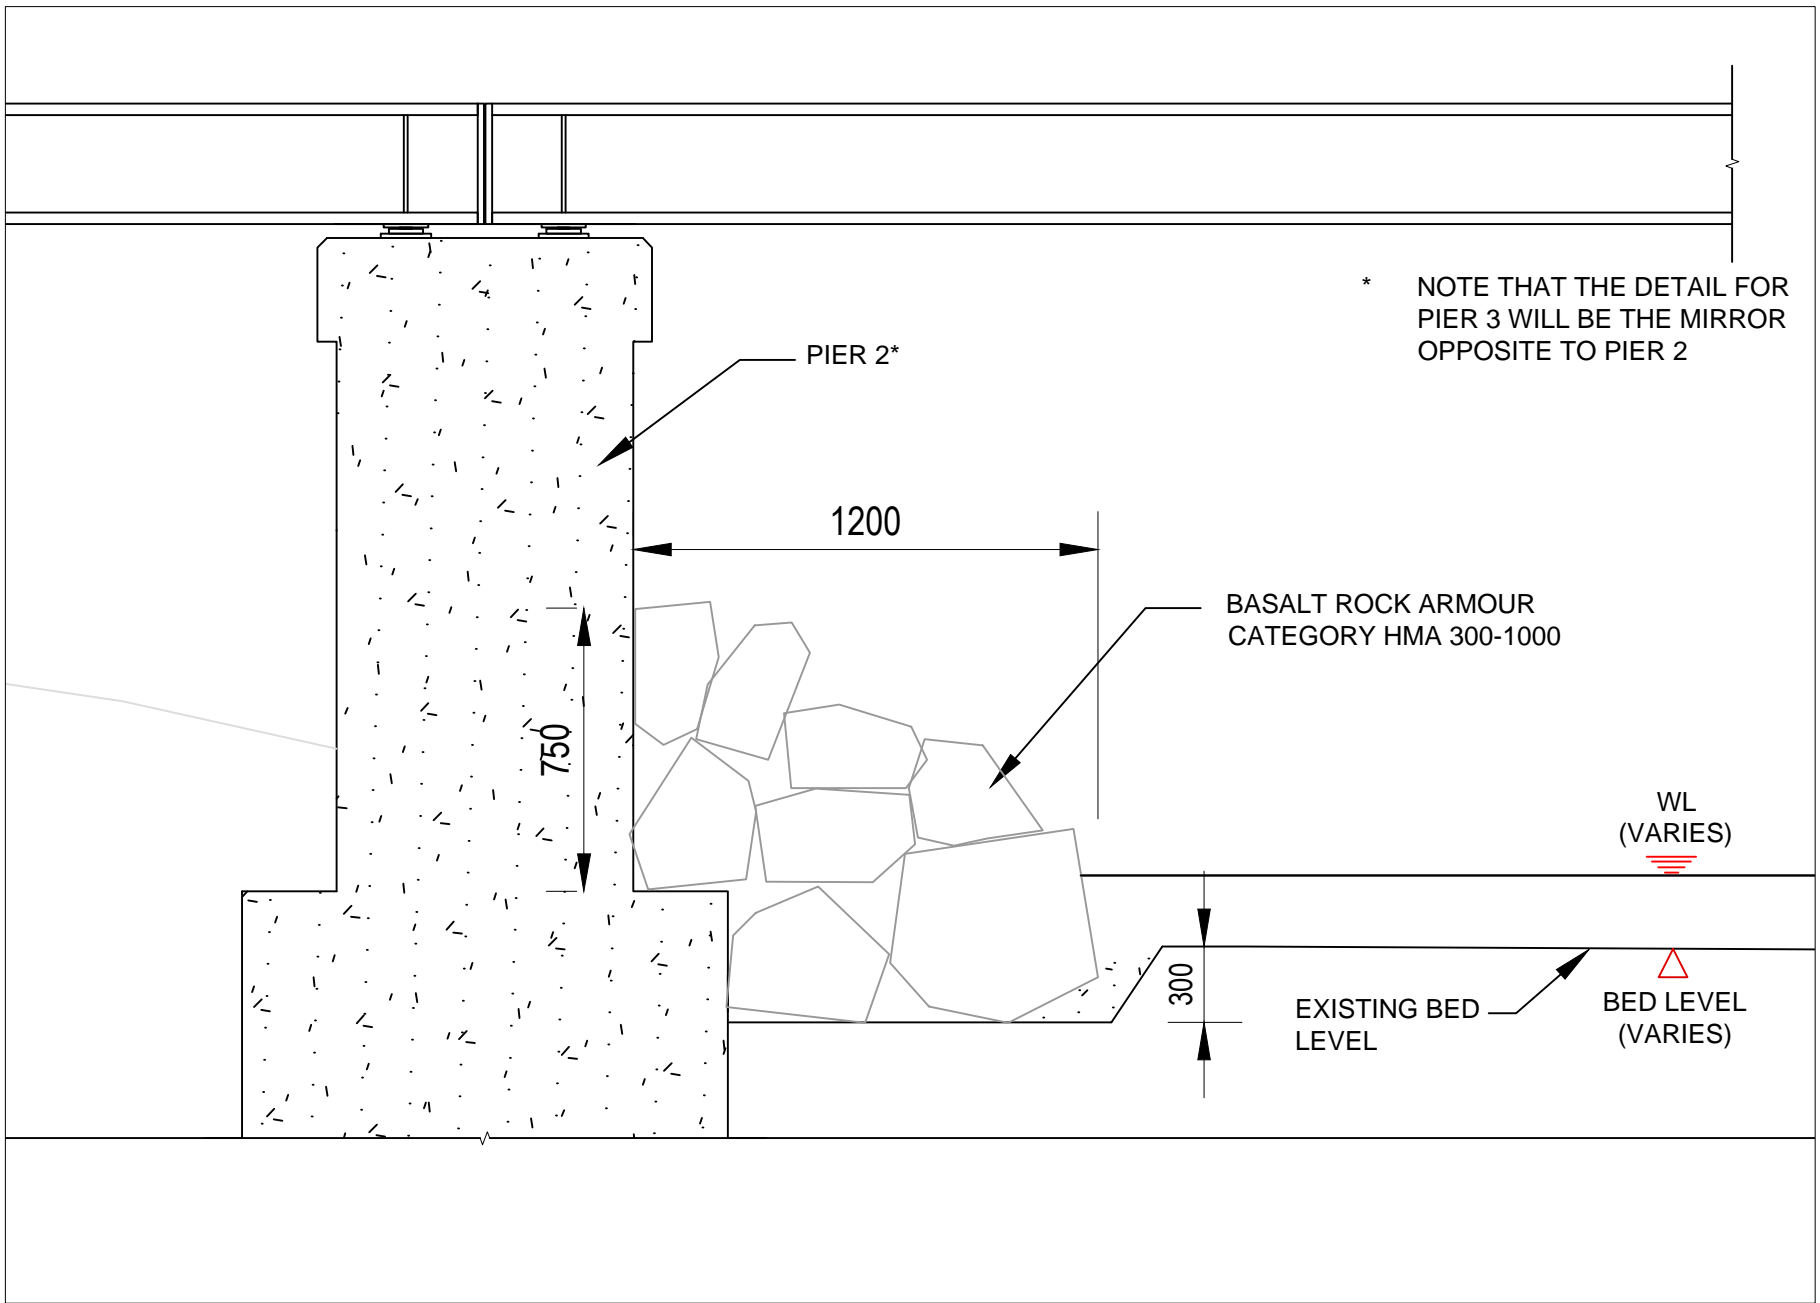 * NOTE THAT THE DETAIL FOR
PIER 3 WILL BE THE MIRROR
OPPOSITE TO PIER 2
PIER 2*
1200
BASALT ROCK ARMOUR
CATEGORY HMA 300-1000
750
WL
(VARIES)
300
EXISTING BED
LEVEL
BED LEVEL
(VARIES)